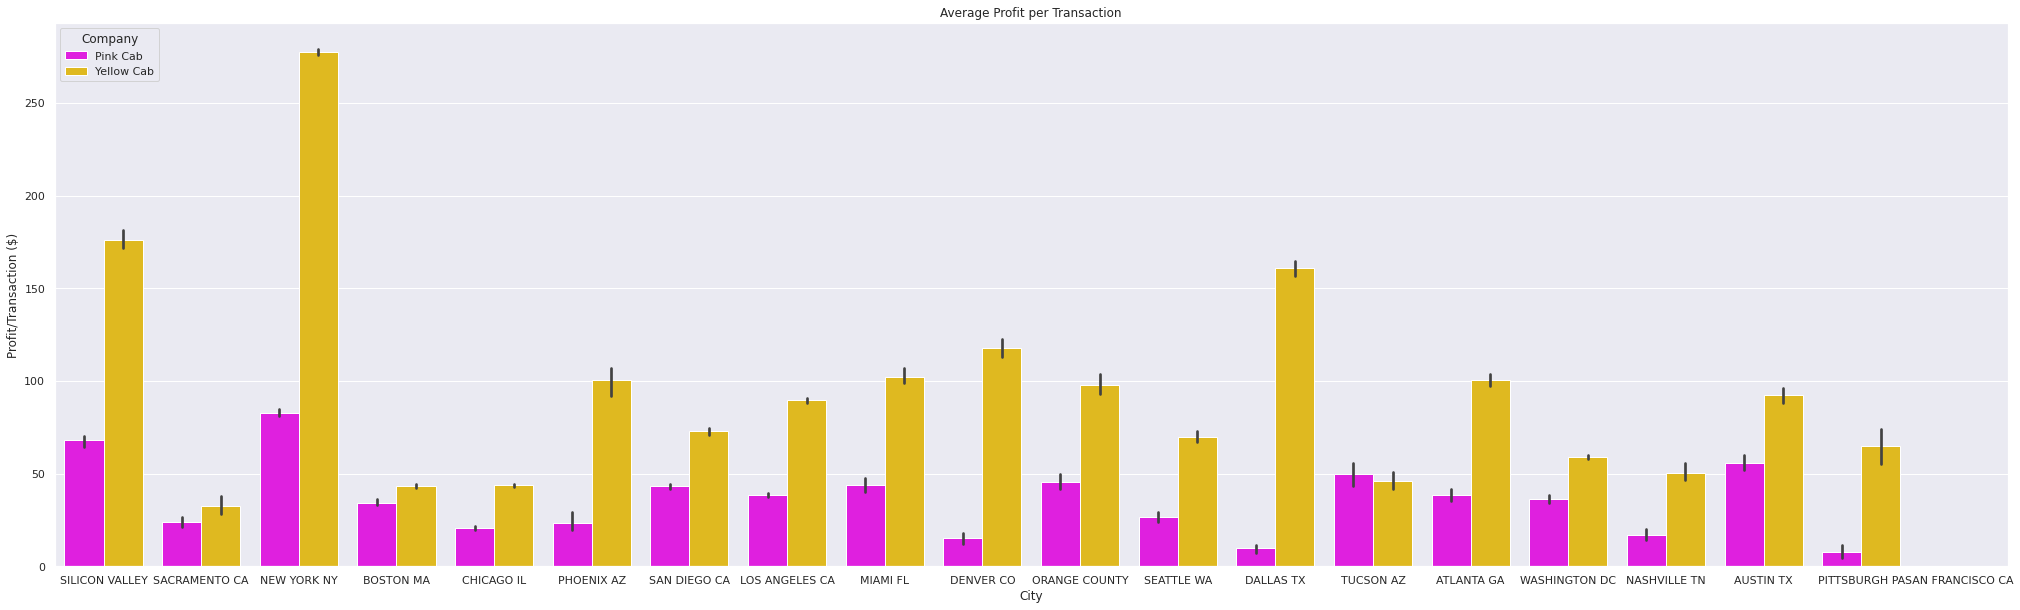 Average Profit per Transaction
Company
Pink Cab
Yellow Cab
Profit/Transaction ($)
250
200
150
100
50
0
SILICON VALLEY SACRAMENTO CA NEW YORK NY BOSTON MA CHICAGO IL PHOENIX AZ SAN DIEGO CA LOS ANGELES CA MIAMI FL DENVER CO ORANGE COUNTY SEATTLE WA DALLAS TX TUCSON AZ ATLANTA GA WASHINGTON DC NASHVILLE TN AUSTIN TX PITTSBURGH PASAN FRANCISCO CA
City